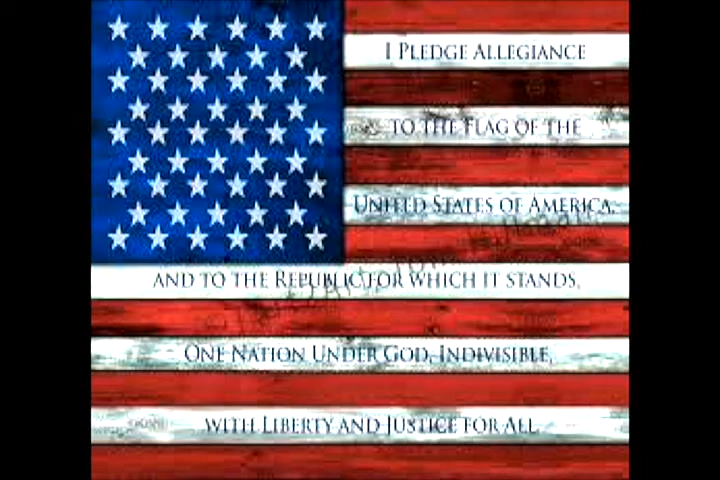 I Pledge Allegiance
to the Flag of the
United States of America,
and to the Republic for which it stands,
One Nation Under God, Indivisible,
with Liberty and Justice for All.